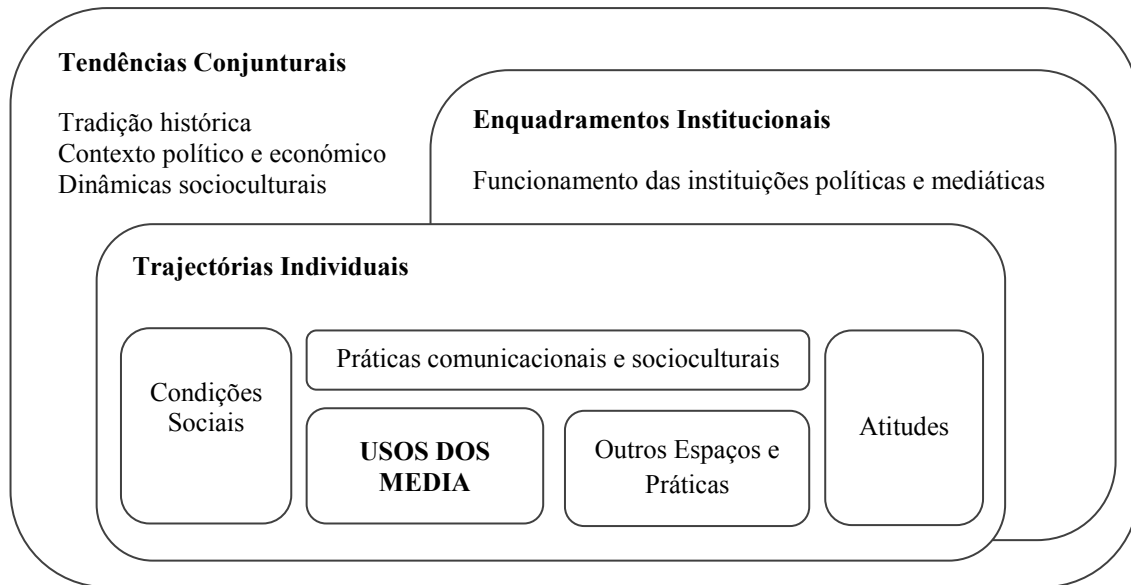 Tendências Conjunturais
Tradição histórica
Contexto político e económico
Dinâmicas socioculturais
Enquadramentos Institucionais
Funcionamento das instituições políticas e mediáticas
Trajectórias Individuais
Condições
Sociais
Práticas comunicacionais e socioculturais
USOS DOS
MEDIA
Outros Espaços e
Práticas
Atitudes